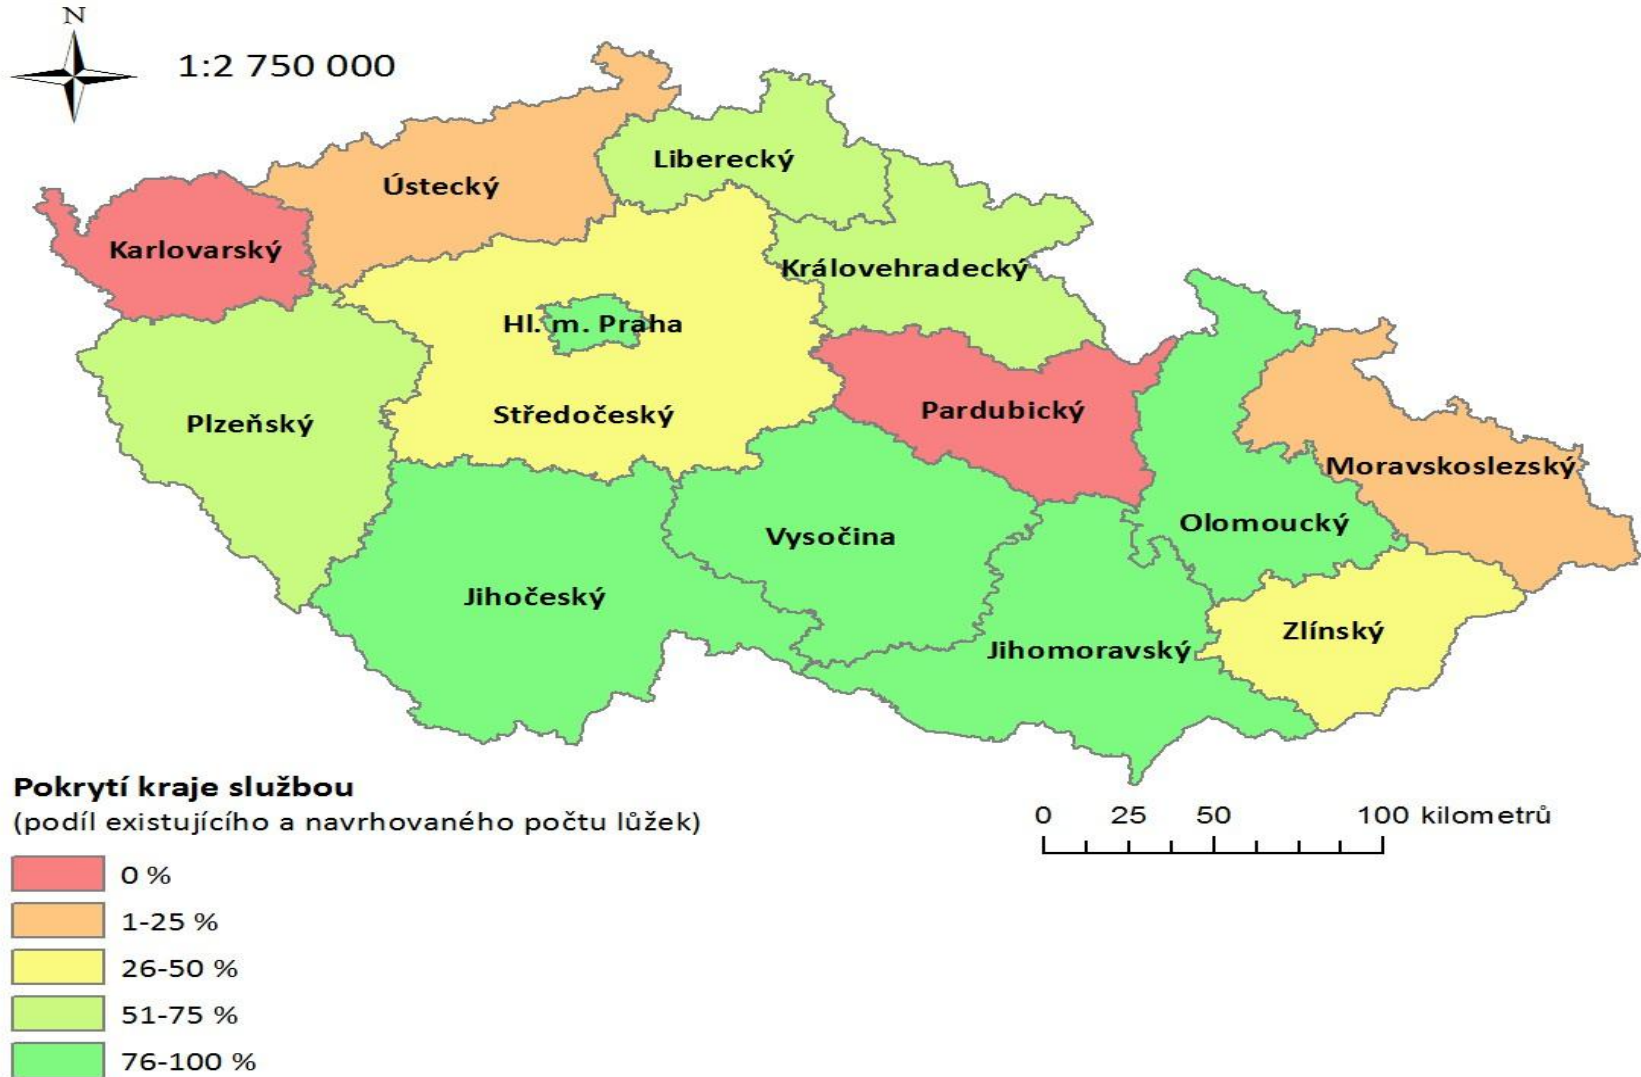 N
1:2 750 000
Liberecký
Ústecký
Karlovarský
Královehradecký
Hl. m. Praha
Pardubický
Středočeský
Plzeňský
Moravskoslezský
Olomoucký
Vysočina
Jihočeský
Zlínský
Jihomoravský
Pokrytí kraje službou
(podíl existujícího a navrhovaného počtu lůžek)
0 25 50 100 kilometrů
0 %
1-25 %
26-50 %
51-75 %
76-100 %